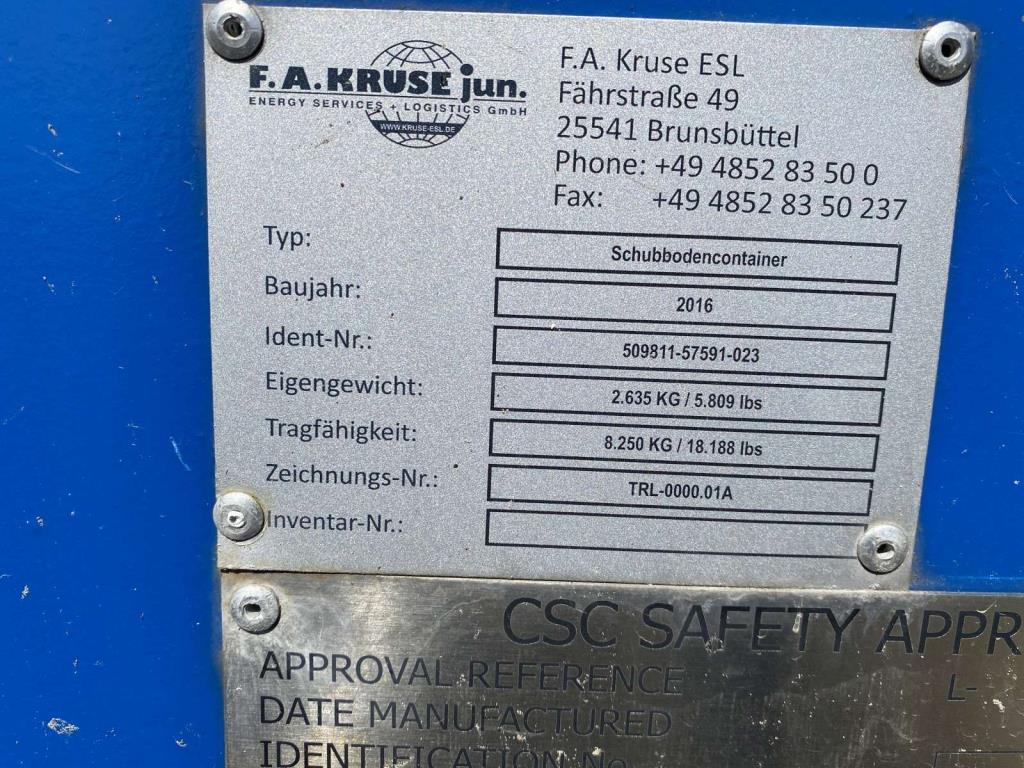 F.A.KRUSE jun.
ENERGY SERVICES + LOGISTICS GmbH
WWW.KRUSE-ESL.DE
F.A. Kruse ESL
Fährstraße 49
25541 Brunsbüttel
Phone: +49 4852 83 50 0
Fax: +49 4852 83 50 237
Typ: Schubbodencontainer
Baujahr: 2016
Ident-Nr.: 509811-57591-023
Eigengewicht: 2.635 KG / 5.809 lbs
Tragfähigkeit: 8.250 KG / 18.188 lbs
Zeichnungs-Nr.: TRL-0000.01A
Inventar-Nr.:
CSC SAFETY APPR
APPROVAL REFERENCE L-
DATE MANUFACTURED
IDENTIFICATION No